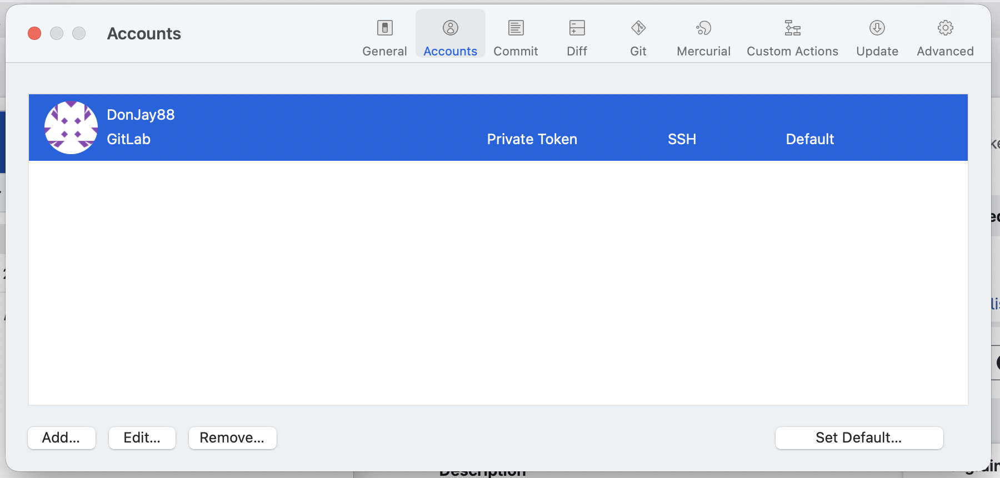 Accounts
General
Accounts
Commit
Diff
Git
Mercurial
Custom Actions
Update
Advanced
DonJay88
GitLab
Private Token
SSH
Default
Add...
Edit...
Remove...
Set Default...
Description